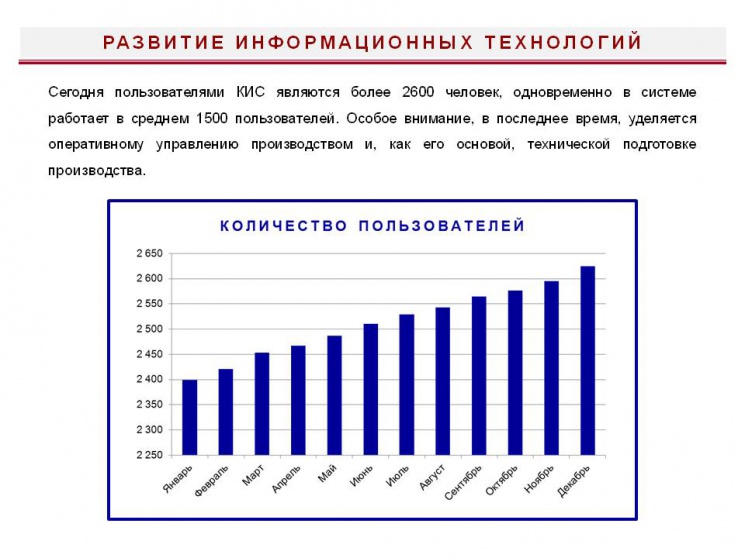 РАЗВИТИЕ ИНФОРМАЦИОННЫХ ТЕХНОЛОГИЙ
Сегодня пользователями КИС являются более 2600 человек, одновременно в системе
работает в среднем 1500 пользователей. Особое внимание, в последнее время, уделяется
оперативному управлению производством и, как его основой, технической подготовке
производства.
КОЛИЧЕСТВО ПОЛЬЗОВАТЕЛЕЙ
2 650
2 600
2 550
2 500
2 450
2 400
2 350
2 300
2 250
Январь
Февраль
Март
Апрель
Май
Июнь
Июль
Август
Сентябрь
Октябрь
Ноябрь
Декабрь